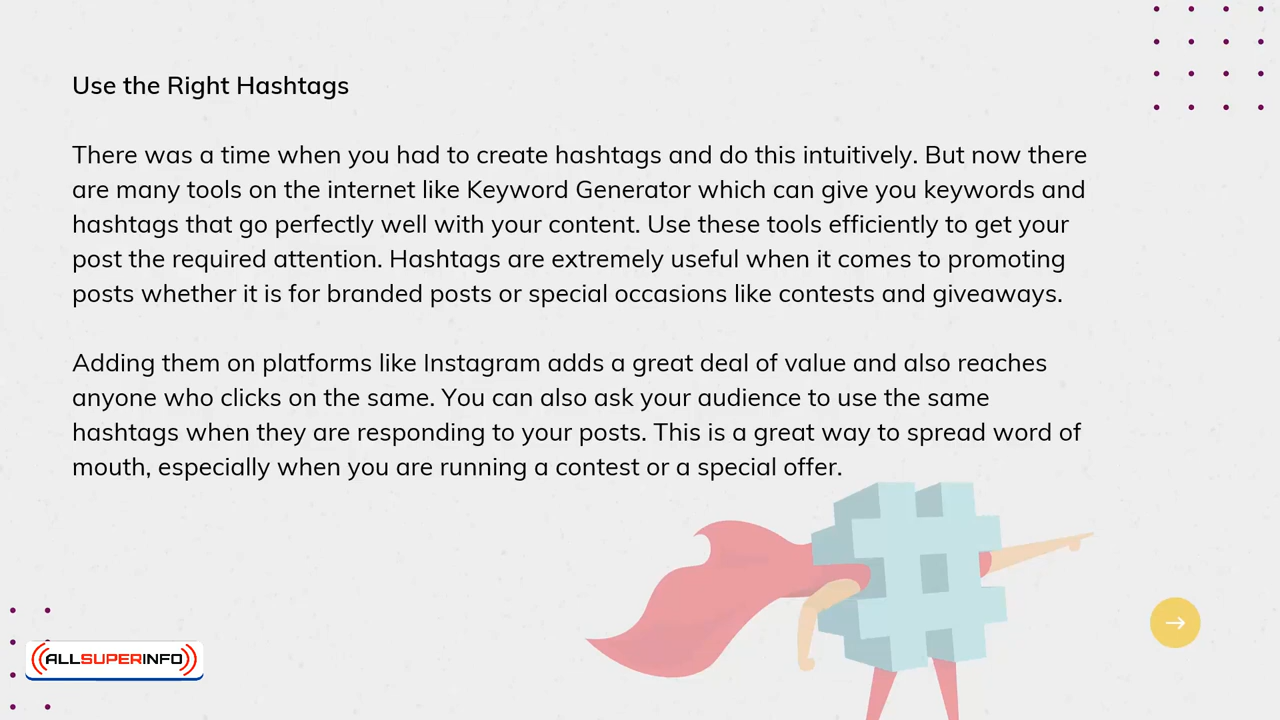 Use the Right Hashtags
There was a time when you had to create hashtags and do this intuitively. But now there
are many tools on the internet like Keyword Generator which can give you keywords and
hashtags that go perfectly well with your content. Use these tools efficiently to get your
post the required attention. Hashtags are extremely useful when it comes to promoting
posts whether it is for branded posts or special occasions like contests and giveaways.
Adding them on platforms like Instagram adds a great deal of value and also reaches
anyone who clicks on the same. You can also ask your audience to use the same
hashtags when they are responding to your posts. This is a great way to spread word of
mouth, especially when you are running a contest or a special offer.
#
ALLSUPERINFO